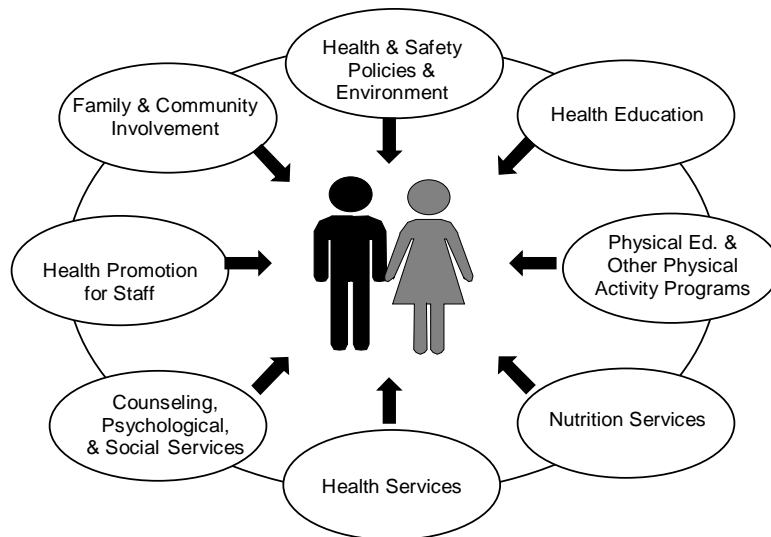 Health & Safety
Policies &
Environment
Health Education
Physical Ed. &
Other Physical
Activity Programs
Nutrition Services
Health Services
Counseling,
Psychological,
& Social Services
Health Promotion
for Staff
Family & Community
Involvement